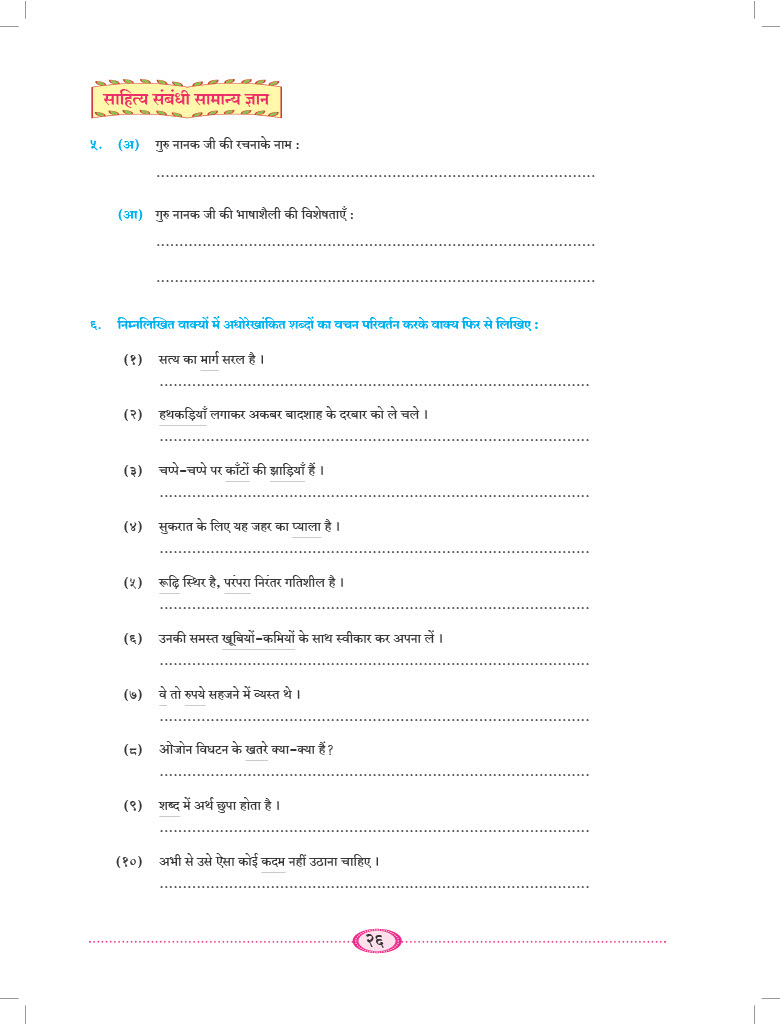 साहित्य संबंधी सामान्य ज्ञान
५. (अ) गुरु नानक जी की रचनाके नाम :
..............................................................................................
(आ) गुरु नानक जी की भाषाशैली की विशेषताएँ :
..............................................................................................
..............................................................................................
६. निम्नलिखित वाक्यों में अधोरेखांकित शब्दों का वचन परिवर्तन करके वाक्य फिर से लिखिए :
(१) सत्य का मार्ग सरल है ।
............................................................................................
(२) हथकड़ियाँ लगाकर अकबर बादशाह के दरबार को ले चले ।
............................................................................................
(३) चप्पे-चप्पे पर काँटों की झाड़ियाँ हैं ।
............................................................................................
(४) सुकरात के लिए यह जहर का प्याला है ।
............................................................................................
(५) रूढ़ि स्थिर है, परंपरा निरंतर गतिशील है ।
............................................................................................
(६) उनकी समस्त खूबियों-कमियों के साथ स्वीकार कर अपना लें ।
............................................................................................
(७) वे तो रुपये सहजने में व्यस्त थे ।
............................................................................................
(८) ओजोन विघटन के खतरे क्या-क्या हैं?
............................................................................................
(९) शब्द में अर्थ छुपा होता है ।
............................................................................................
(१०) अभी से उसे ऐसा कोई कदम नहीं उठाना चाहिए ।
............................................................................................
२६